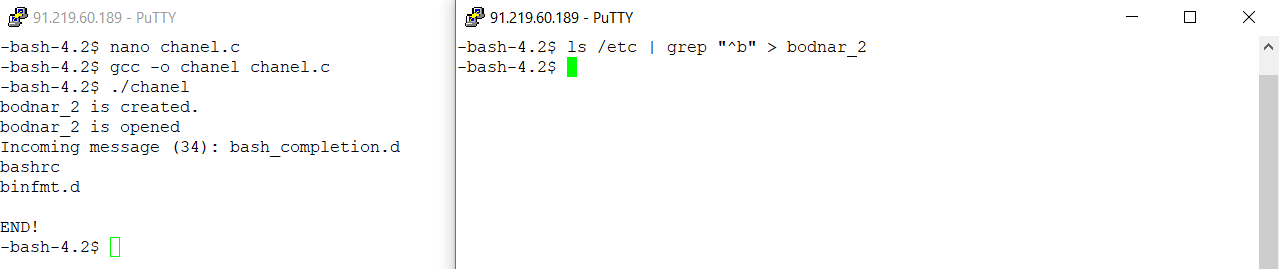 91.219.60.189 - PuTTY
-bash-4.2$ nano chanel.c
-bash-4.2$ gcc -o chanel chanel.c
-bash-4.2$ ./chanel
bodnar_2 is created.
bodnar_2 is opened
Incoming message (34): bash_completion.d
bashrc
binfmt.d
END!
-bash-4.2$
91.219.60.189 - PuTTY
-bash-4.2$ ls /etc | grep "^b" > bodnar_2
-bash-4.2$